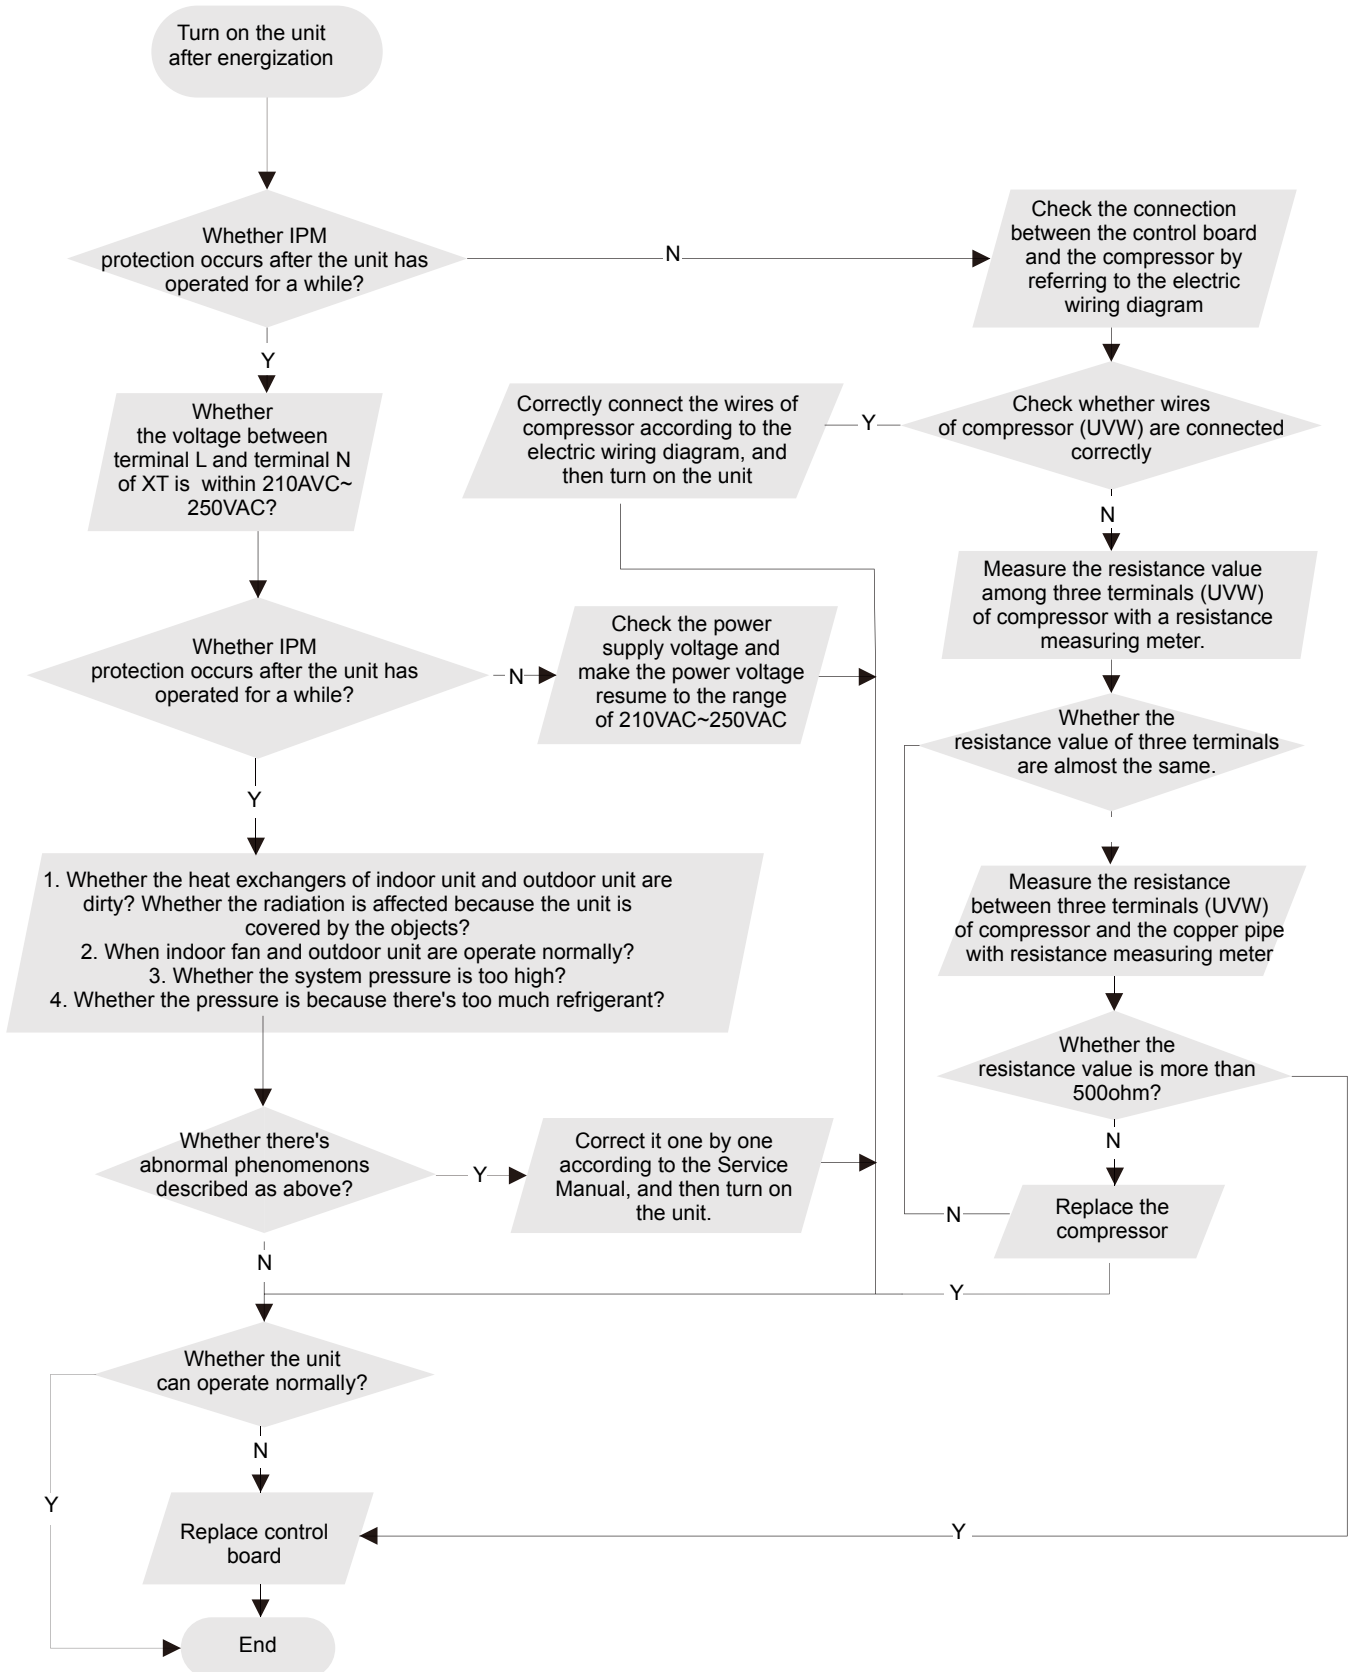 Turn on the unit
after energization
Whether IPM
protection occurs after the unit has
operated for a while?
N
Check the connection
between the control board
and the compressor by
referring to the electric
wiring diagram
Y
Whether
the voltage between
terminal L and terminal N
of XT is within 210AVC~
250VAC?
Correctly connect the wires of
compressor according to the
electric wiring diagram, and
then turn on the unit
Y
Check whether wires
of compressor (UVW) are connected
correctly
N
Measure the resistance value
among three terminals (UVW)
of compressor with a resistance
measuring meter.
Whether IPM
protection occurs after the unit has
operated for a while?
N
Check the power
supply voltage and
make the power voltage
resume to the range
of 210VAC~250VAC
Whether the
resistance value of three terminals
are almost the same.
Y
1. Whether the heat exchangers of indoor unit and outdoor unit are
dirty? Whether the radiation is affected because the unit is
covered by the objects?
2. When indoor fan and outdoor unit are operate normally?
3. Whether the system pressure is too high?
4. Whether the pressure is because there's too much refrigerant?
Measure the resistance
between three terminals (UVW)
of compressor and the copper pipe
with resistance measuring meter
Whether the
resistance value is more than
500ohm?
Whether there's
abnormal phenomenons
described as above?
Y
Correct it one by one
according to the Service
Manual, and then turn on
the unit.
N
N
Replace the
compressor
N
Y
Whether the unit
can operate normally?
N
Y
Replace control
board
Y
End